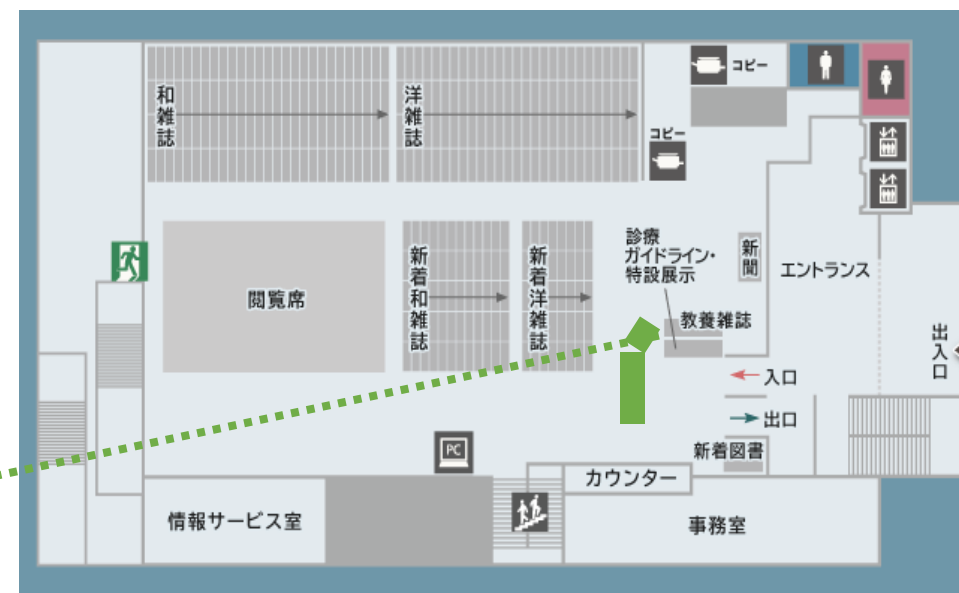 和雑誌
洋雑誌
コピー
コピー
閲覧席
新着和雑誌
新着洋雑誌
診療
ガイドライン・
特設展示
新聞
エントランス
教養雑誌
出入口
入口
出口
新着図書
PC
カウンター
情報サービス室
事務室